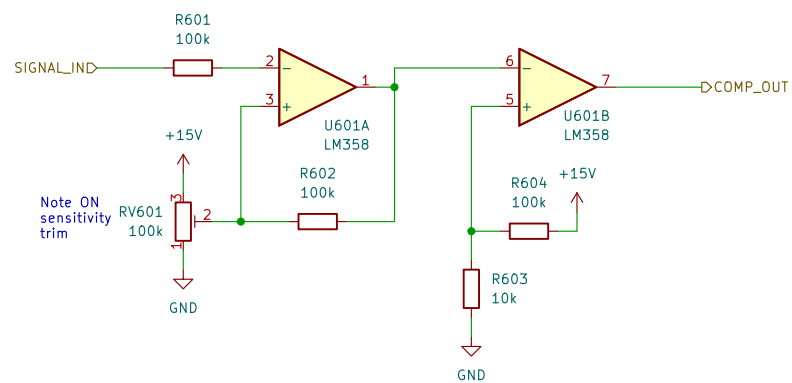 R601
100k
SIGNAL_IN
2
3
1
U601A
LM358
6
5
7
U601B
LM358
COMP_OUT
+15V
R602
100k
R604
100k
+15V
Note ON
sensitivity
trim
RV601
100k
3
2
1
GND
R603
10k
GND